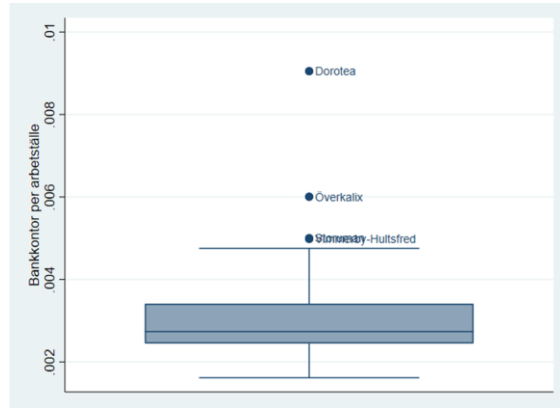 Bankkontor per arbetställe
.01
.008
.006
.004
.002
Dorotea
Överkalix
Vimmerby-Hultsfred